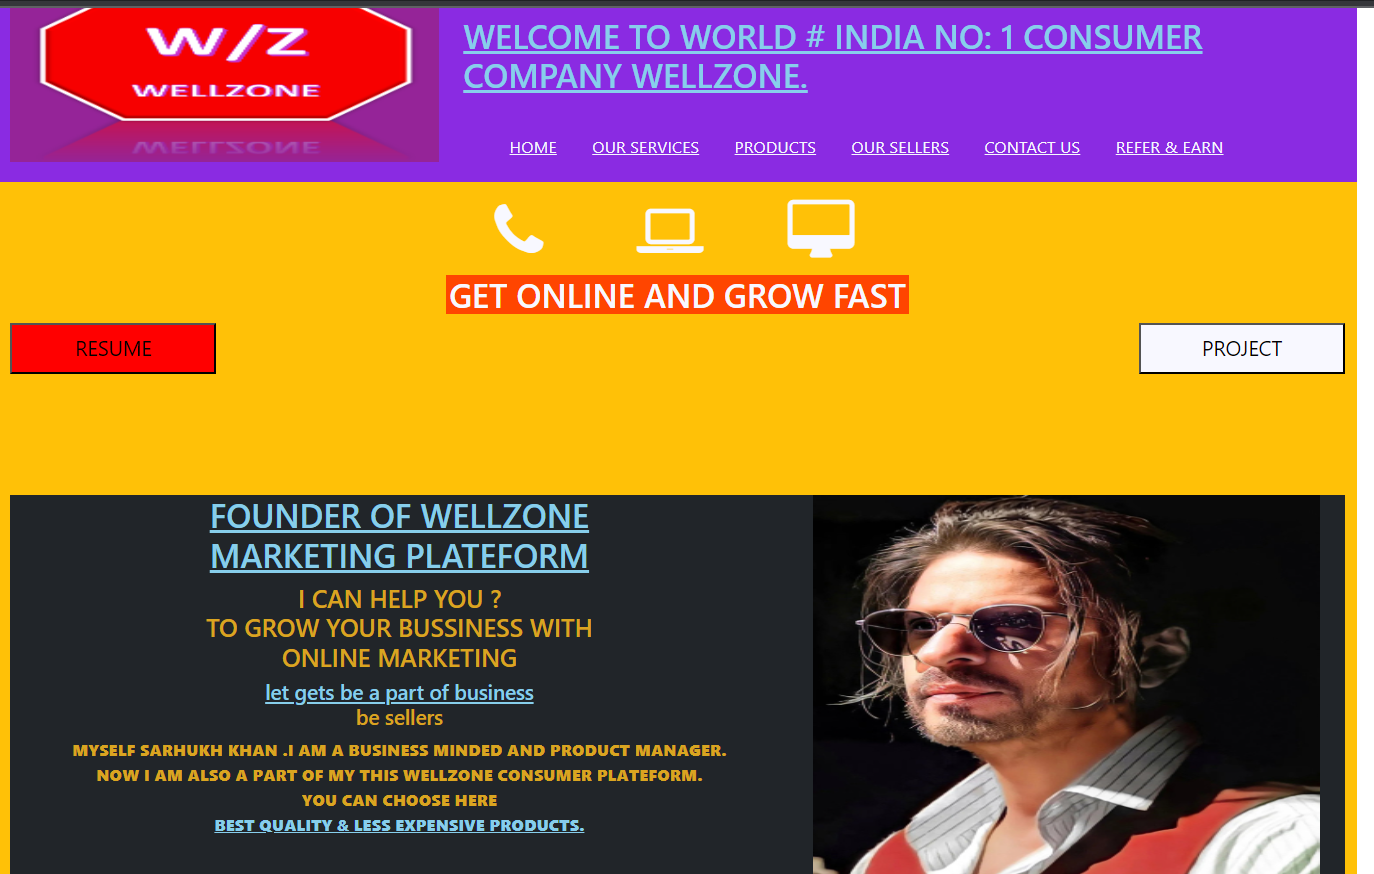 W/Z
WELLZONE
WELLZONE
WELCOME TO WORLD # INDIA NO: 1 CONSUMER
COMPANY WELLZONE.
HOME OUR SERVICES PRODUCTS OUR SELLERS CONTACT US REFER & EARN
GET ONLINE AND GROW FAST
RESUME
PROJECT
FOUNDER OF WELLZONE
MARKETING PLATEFORM
I CAN HELP YOU ?
TO GROW YOUR BUSSINESS WITH
ONLINE MARKETING
let gets be a part of business
be sellers
MYSELF SARHUKH KHAN .I AM A BUSINESS MINDED AND PRODUCT MANAGER.
NOW I AM ALSO A PART OF MY THIS WELLZONE CONSUMER PLATEFORM.
YOU CAN CHOOSE HERE
BEST QUALITY & LESS EXPENSIVE PRODUCTS.